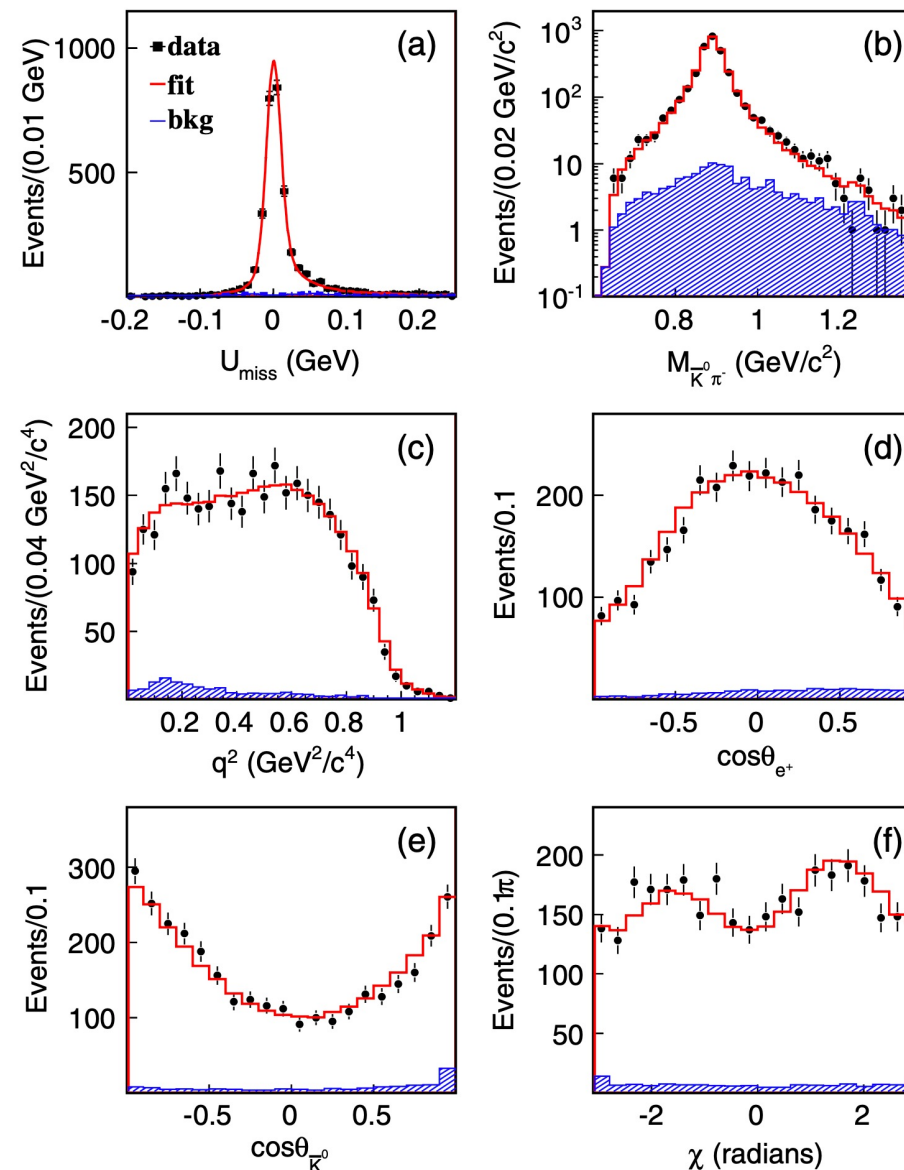 (a)
data
fit
bkg
1000
500
Events/(0.01 GeV)
-0.2 -0.1 0 0.1 0.2
U_miss (GeV)
(b)
10³
10²
10
1
10⁻¹
Events/(0.02 GeV/c²)
0.8 1 1.2
M_K̅⁰π⁻ (GeV/c²)
(c)
200
150
100
50
Events/(0.04 GeV²/c⁴)
0.2 0.4 0.6 0.8 1
q² (GeV²/c⁴)
(d)
200
100
Events/0.1
-0.5 0 0.5
cosθ_e⁺
(e)
300
200
100
Events/0.1
-0.5 0 0.5
cosθ_K̅⁰
(f)
200
150
100
50
Events/(0.1π)
-2 0 2
χ (radians)